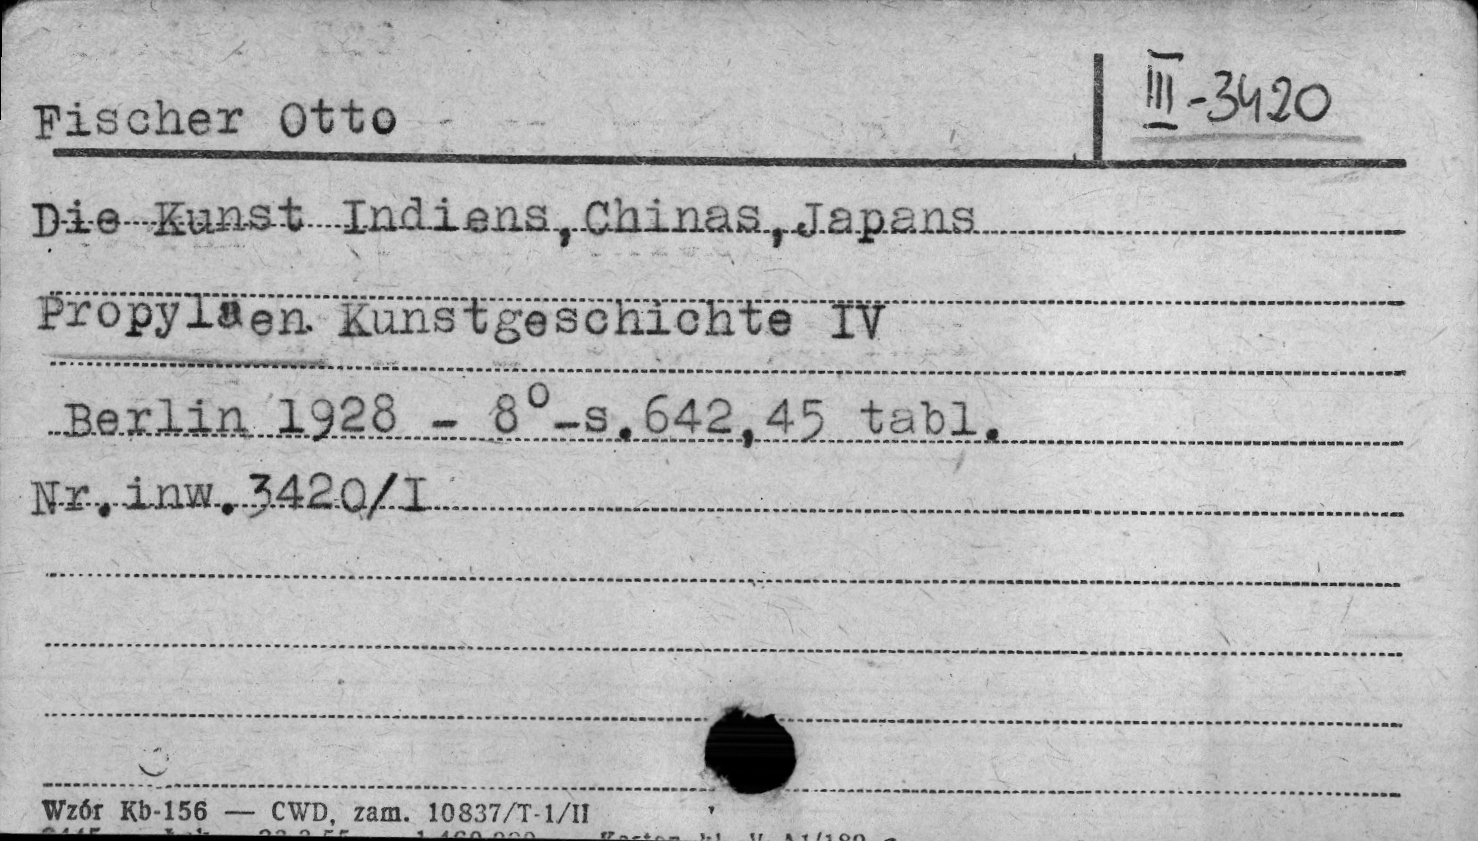 Fischer Otto
III-3420
Die Kunst Indiens,Chinas,Japans
Propyläen Kunstgeschichte IV
Berlin 1928 - 8⁰-s.642,45 tabl.
Nr.inw.3420/I
Wzór Kb-156 — CWD, zam. 10837/T-1/II